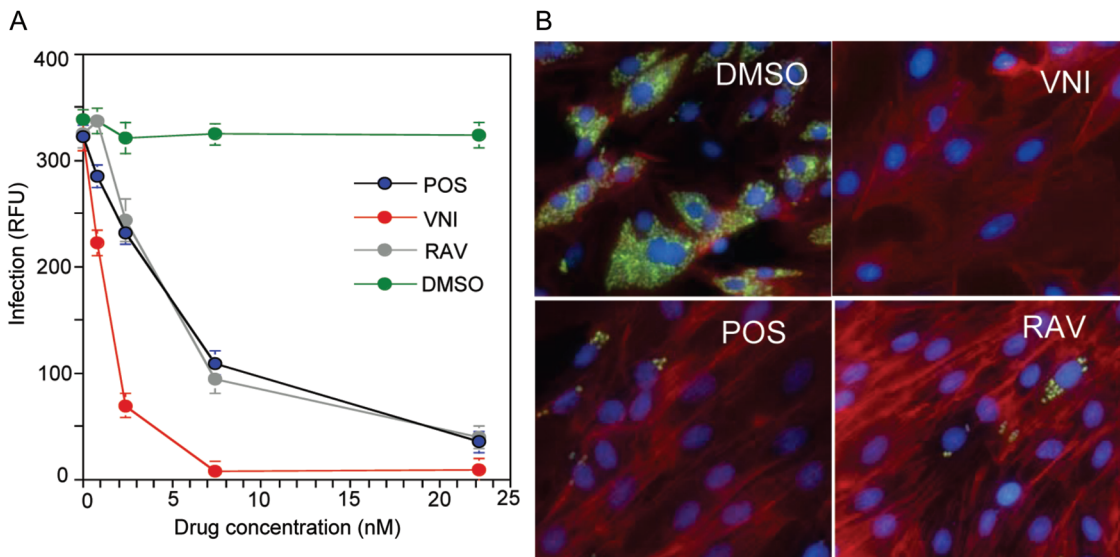 A
B
400
300
200
100
0
Infection (RFU)
POS
VNI
RAV
DMSO
0
5
10
15
20
25
Drug concentration (nM)
DMSO
VNI
POS
RAV